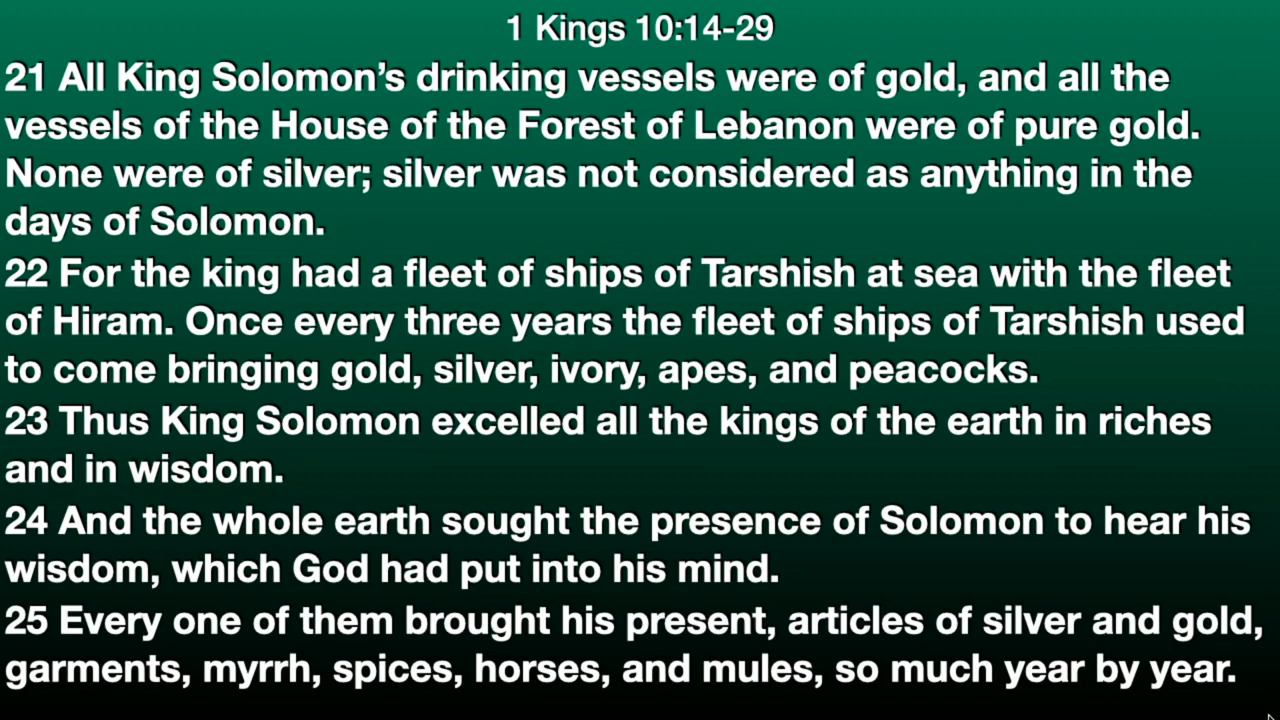 1 Kings 10:14-29
21 All King Solomon’s drinking vessels were of gold, and all the
vessels of the House of the Forest of Lebanon were of pure gold.
None were of silver; silver was not considered as anything in the
days of Solomon.
22 For the king had a fleet of ships of Tarshish at sea with the fleet
of Hiram. Once every three years the fleet of ships of Tarshish used
to come bringing gold, silver, ivory, apes, and peacocks.
23 Thus King Solomon excelled all the kings of the earth in riches
and in wisdom.
24 And the whole earth sought the presence of Solomon to hear his
wisdom, which God had put into his mind.
25 Every one of them brought his present, articles of silver and gold,
garments, myrrh, spices, horses, and mules, so much year by year.